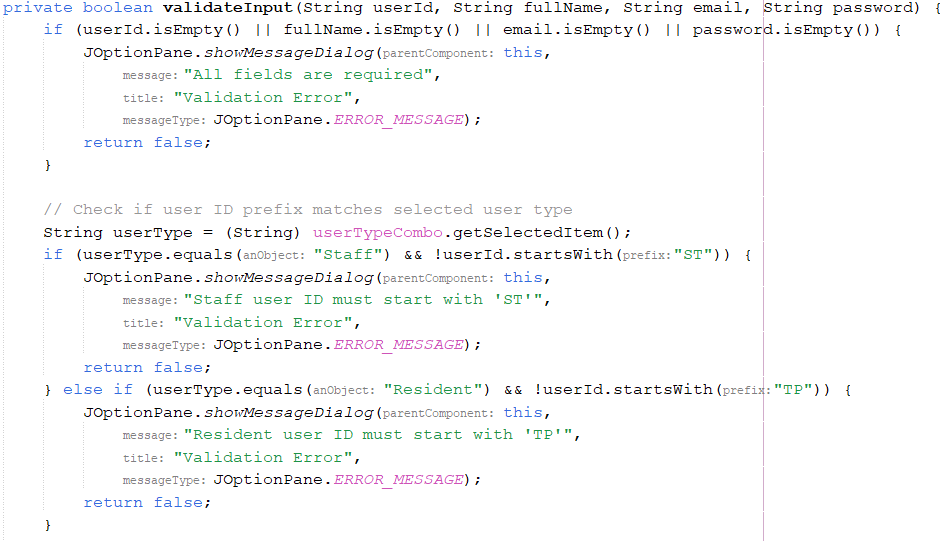 private boolean validateInput(String userId, String fullName, String email, String password) {
    if (userId.isEmpty() || fullName.isEmpty() || email.isEmpty() || password.isEmpty()) {
        JOptionPane.showMessageDialog(parentComponent: this,
            message: "All fields are required",
            title: "Validation Error",
            messageType: JOptionPane.ERROR_MESSAGE);
        return false;
    }
    // Check if user ID prefix matches selected user type
    String userType = (String) userTypeCombo.getSelectedItem();
    if (userType.equals(anObject: "Staff") && !userId.startsWith(prefix: "ST")) {
        JOptionPane.showMessageDialog(parentComponent: this,
            message: "Staff user ID must start with 'ST'",
            title: "Validation Error",
            messageType: JOptionPane.ERROR_MESSAGE);
        return false;
    } else if (userType.equals(anObject: "Resident") && !userId.startsWith(prefix: "TP")) {
        JOptionPane.showMessageDialog(parentComponent: this,
            message: "Resident user ID must start with 'TP'",
            title: "Validation Error",
            messageType: JOptionPane.ERROR_MESSAGE);
        return false;
    }